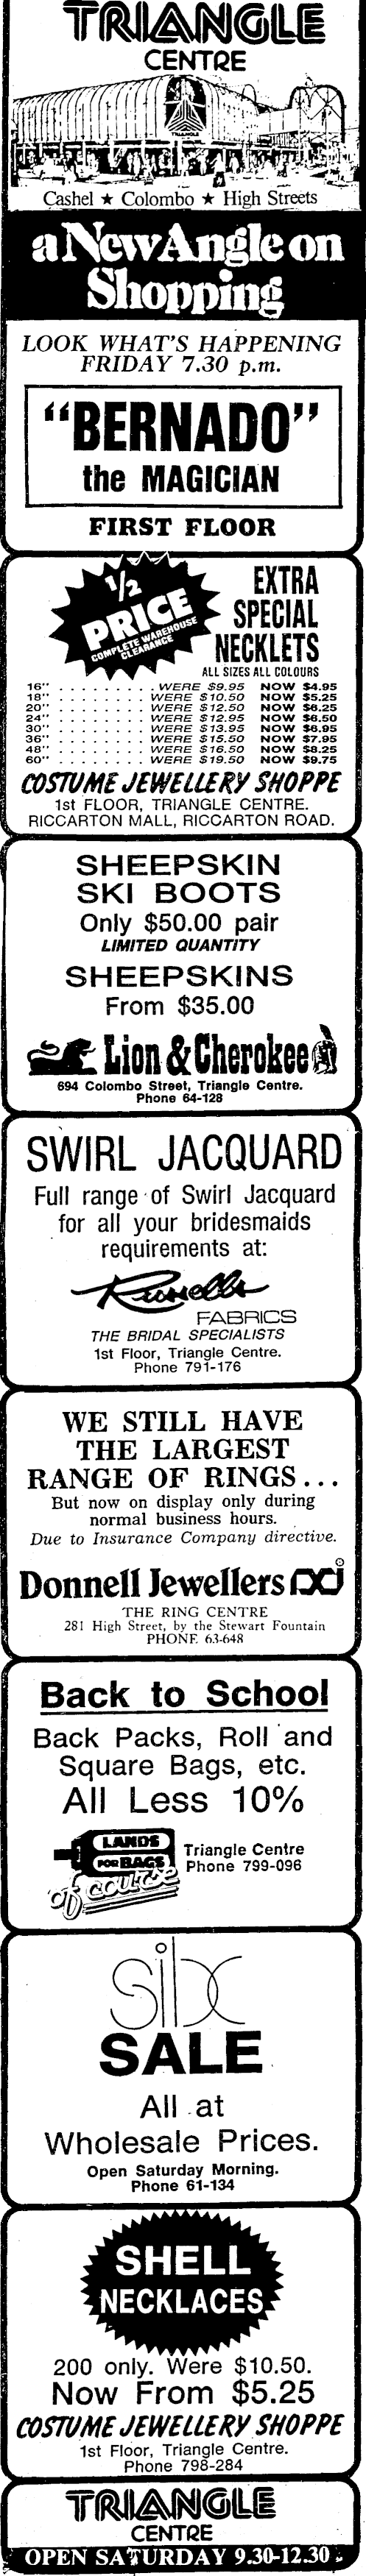 TRIANGLE
CENTRE
TRIANGLE
Cashel ★ Colombo ★ High Streets
a New Angle on
Shopping
LOOK WHAT'S HAPPENING
FRIDAY 7.30 p.m.
"BERNADO"
the MAGICIAN
FIRST FLOOR
1/2
PRICE
COMPLETE WAREHOUSE
CLEARANCE
EXTRA
SPECIAL
NECKLETS
ALL SIZES ALL COLOURS
16" . . . . . . . . . WERE $9.95 NOW $4.95
18" . . . . . . . . WERE $10.50 NOW $5.25
20" . . . . . . . . WERE $12.50 NOW $6.25
24" . . . . . . . . WERE $12.95 NOW $6.50
30" . . . . . . . . WERE $13.95 NOW $6.95
36" . . . . . . . . WERE $15.50 NOW $7.95
48" . . . . . . . . WERE $16.50 NOW $8.25
60" . . . . . . . . WERE $19.50 NOW $9.75
COSTUME JEWELLERY SHOPPE
1st FLOOR, TRIANGLE CENTRE.
RICCARTON MALL, RICCARTON ROAD.
SHEEPSKIN
SKI BOOTS
Only $50.00 pair
LIMITED QUANTITY
SHEEPSKINS
From $35.00
Lion & Cherokee
694 Colombo Street, Triangle Centre.
Phone 64-128
SWIRL JACQUARD
Full range of Swirl Jacquard
for all your bridesmaids
requirements at:
Russells
FABRICS
THE BRIDAL SPECIALISTS
1st Floor, Triangle Centre.
Phone 791-176
WE STILL HAVE
THE LARGEST
RANGE OF RINGS...
But now on display only during
normal business hours.
Due to Insurance Company directive.
Donnell Jewellers
THE RING CENTRE
281 High Street, by the Stewart Fountain
PHONE 63-648
Back to School
Back Packs, Roll and
Square Bags, etc.
All Less 10%
LANDS
FOR BAGS
of course
Triangle Centre
Phone 799-096
sibx
SALE
All at
Wholesale Prices.
Open Saturday Morning.
Phone 61-134
SHELL
NECKLACES
200 only. Were $10.50.
Now From $5.25
COSTUME JEWELLERY SHOPPE
1st Floor, Triangle Centre.
Phone 798-284
TRIANGLE
CENTRE
OPEN SATURDAY 9.30-12.30